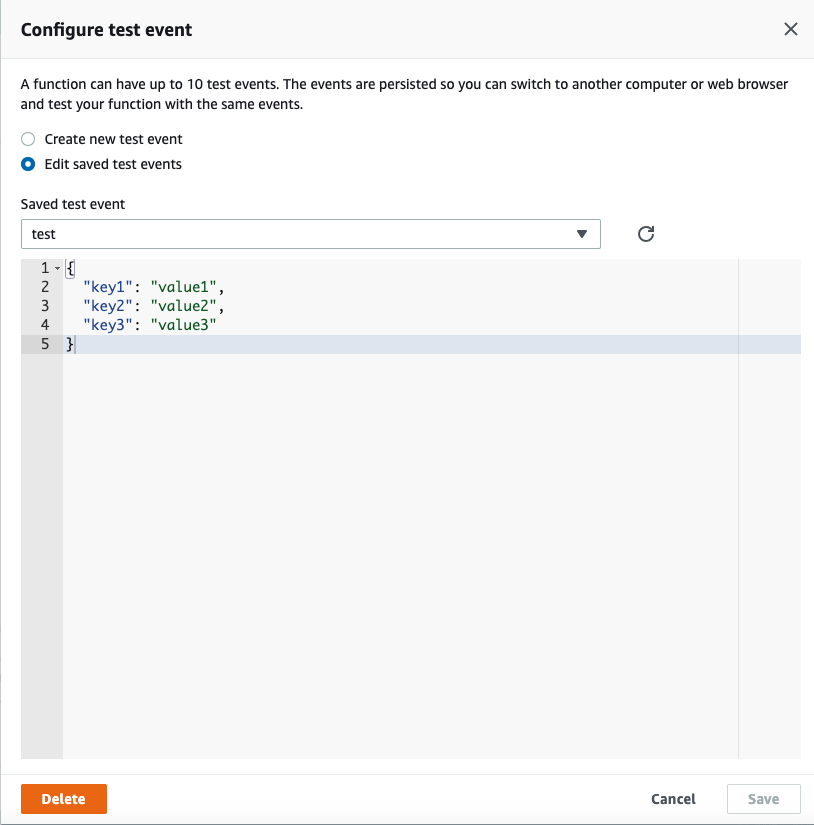 Configure test event
A function can have up to 10 test events. The events are persisted so you can switch to another computer or web browser
and test your function with the same events.
Create new test event
Edit saved test events
Saved test event
test
1 {
2 "key1": "value1",
3 "key2": "value2",
4 "key3": "value3"
5 }
Delete Cancel Save